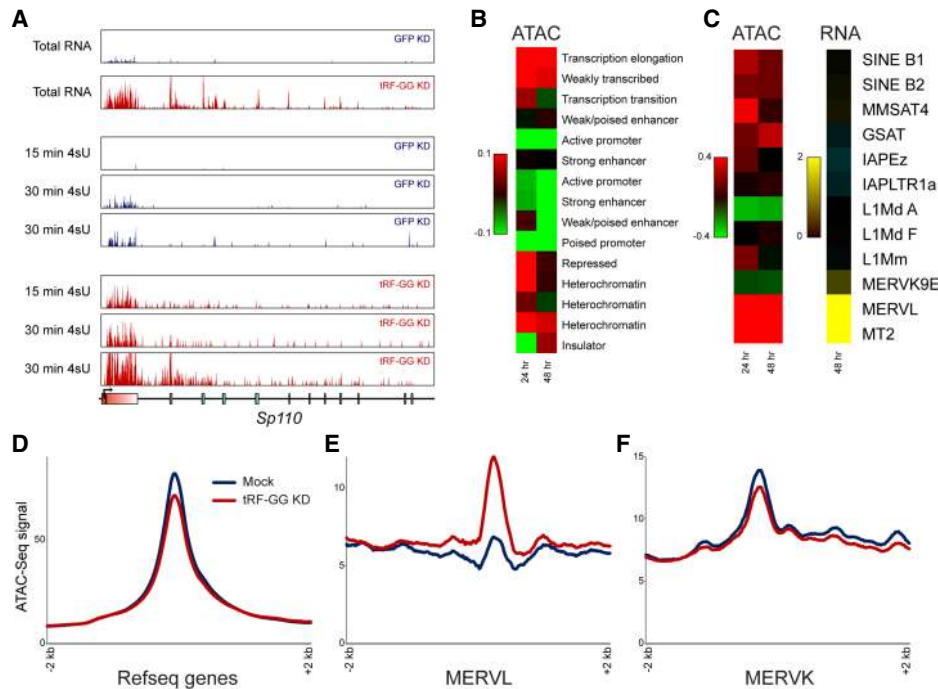 A
Total RNA
GFP KD
Total RNA
tRF-GG KD
15 min 4sU
GFP KD
30 min 4sU
GFP KD
30 min 4sU
GFP KD
15 min 4sU
tRF-GG KD
30 min 4sU
tRF-GG KD
30 min 4sU
tRF-GG KD
Sp110
B
ATAC
Transcription elongation
Weakly transcribed
Transcription transition
Weak/poised enhancer
Active promoter
Strong enhancer
Active promoter
Strong enhancer
Weak/poised enhancer
Poised promoter
Repressed
Heterochromatin
Heterochromatin
Heterochromatin
Insulator
0.1
-0.1
24 hr
48 hr
C
ATAC
RNA
SINE B1
SINE B2
MMSAT4
GSAT
IAPEz
IAPLTR1a
L1Md A
L1Md F
L1Mm
MERVK9E
MERVL
MT2
0.4
-0.4
2
0
24 hr
48 hr
48 hr
D
Mock
tRF-GG KD
ATAC-Seq signal
50
0
-2 kb
+2 kb
Refseq genes
E
10
5
0
-2 kb
+2 kb
MERVL
F
15
10
5
0
-2 kb
+2 kb
MERVK